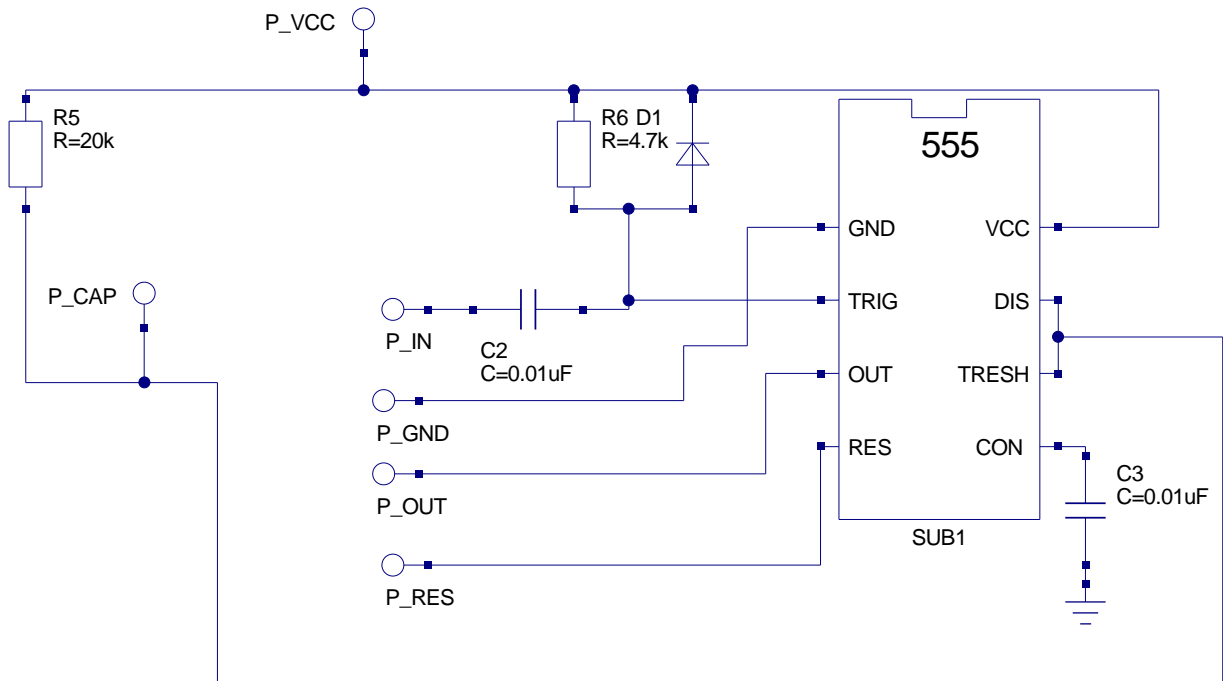 P_VCC
R5
R=20k
R6 D1
R=4.7k
555
GND
VCC
P_CAP
TRIG
DIS
P_IN
C2
C=0.01uF
OUT
TRESH
P_GND
RES
CON
P_OUT
C3
C=0.01uF
SUB1
P_RES